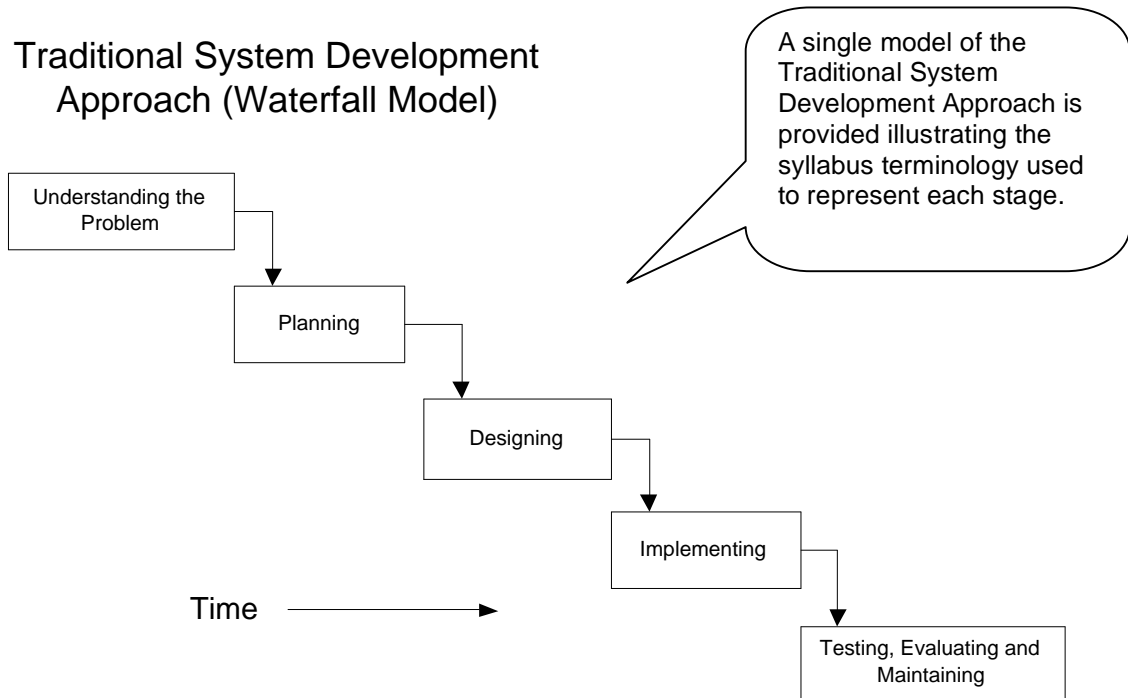 Traditional System Development
Approach (Waterfall Model)
A single model of the
Traditional System
Development Approach is
provided illustrating the
syllabus terminology used
to represent each stage.
Understanding the
Problem
Planning
Designing
Implementing
Time
Testing, Evaluating and
Maintaining